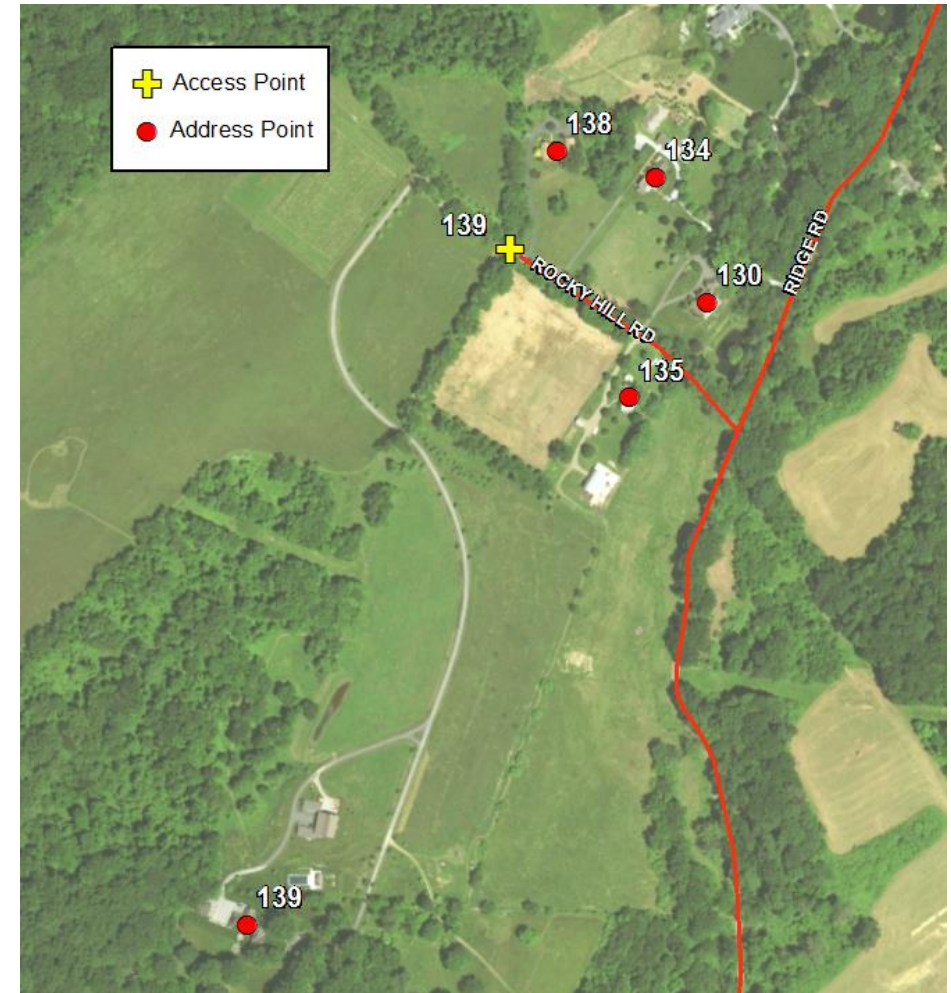 Access Point
Address Point
138
134
139
ROCKY HILL RD
130
RIDGE RD
135
139